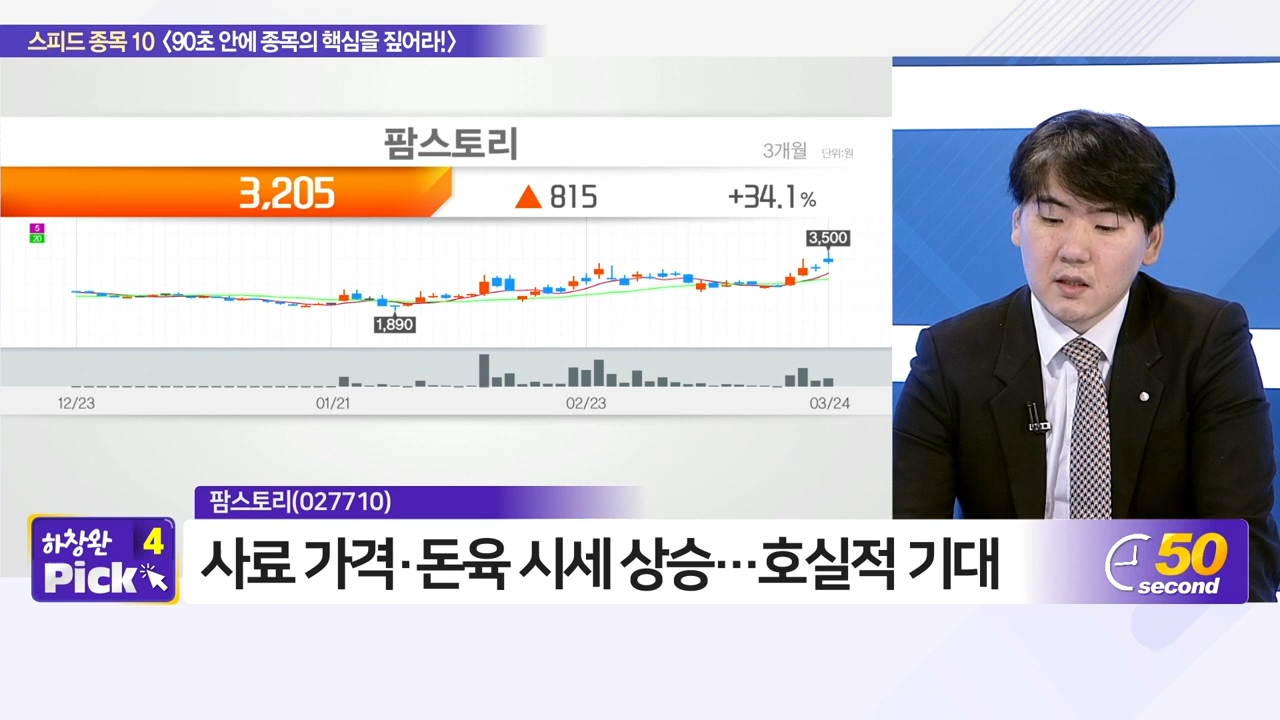 스피드 종목 10 〈90초 안에 종목의 핵심을 짚어라!〉
팜스토리
3개월 단위:원
3,205 ▲ 815 +34.1%
5
20
3,500
1,890
12/23 01/21 02/23 03/24
팜스토리(027710)
하창완 4
Pick
사료 가격·돈육 시세 상승…호실적 기대
50
second